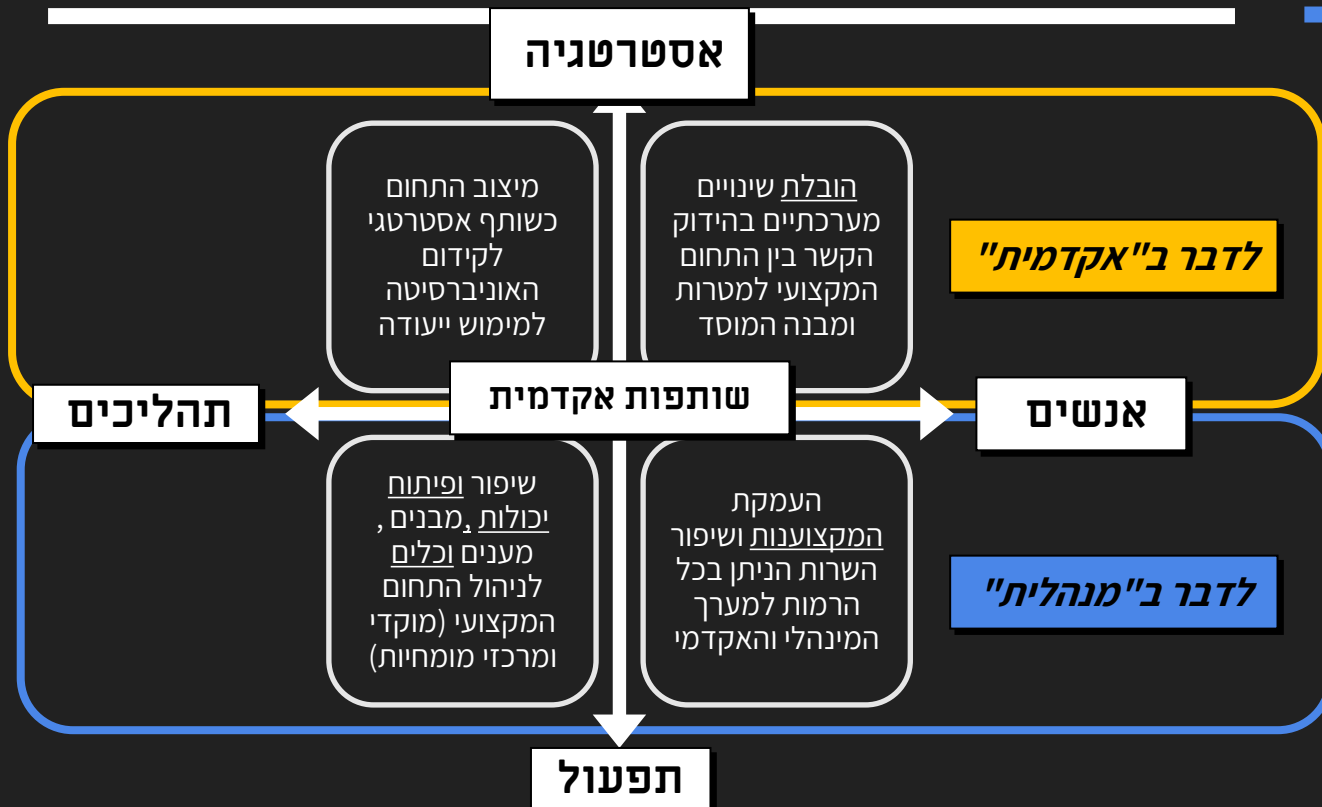 אסטרטגיה
הובלת שינויים
מערכתיים בהידוק
הקשר בין התחום
המקצועי למטרות
ומבנה המוסד
מיצוב התחום
כשותף אסטרטגי
לקידום
האוניברסיטה
למימוש ייעודה
לדבר ב"אקדמית"
אנשים
שותפות אקדמית
תהליכים
העמקת
המקצוענות ושיפור
השרות הניתן בכל
הרמות למערך
המינהלי והאקדמי
שיפור ופיתוח
יכולות ,מבנים ,
מענים וכלים
לניהול התחום
המקצועי (מוקדי
ומרכזי מומחיות)
לדבר ב"מנהלית"
תפעול